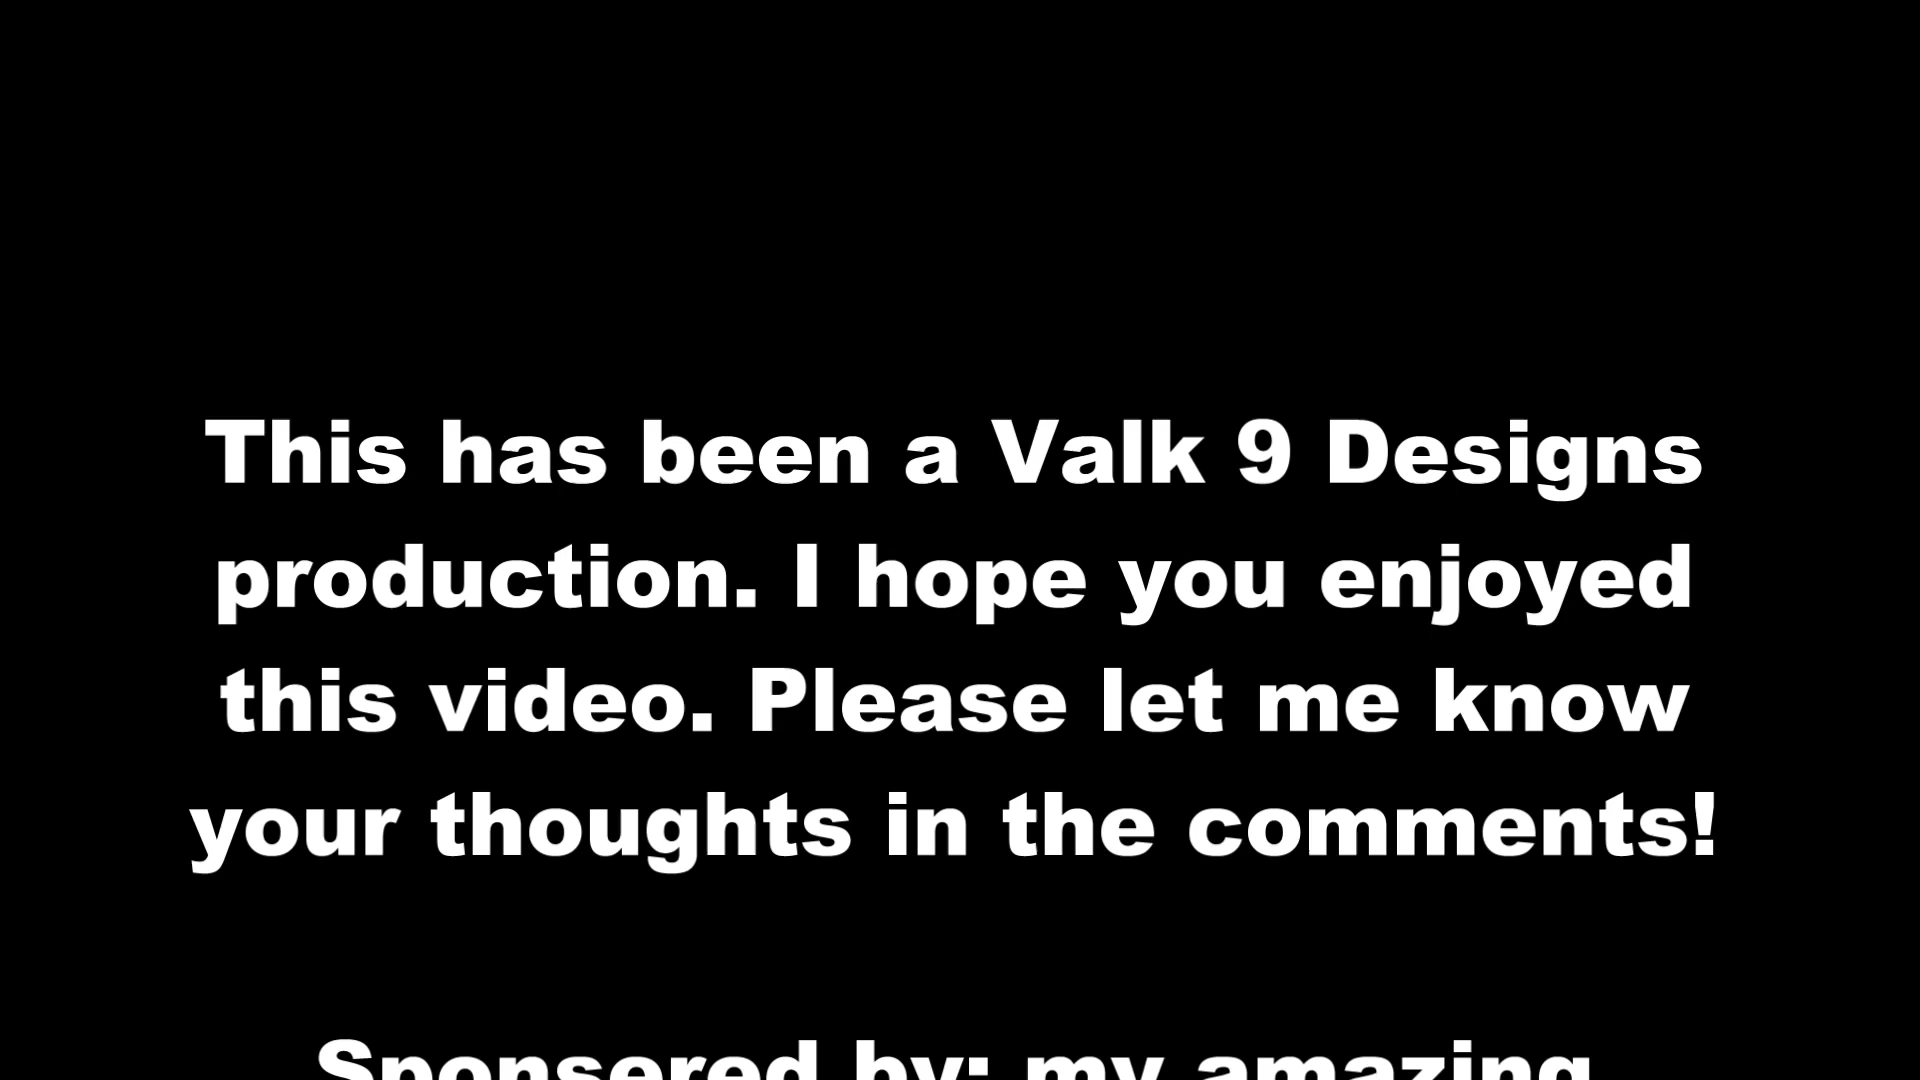 This has been a Valk 9 Designs
production. I hope you enjoyed
this video. Please let me know
your thoughts in the comments!
Sponsered by: my amazing